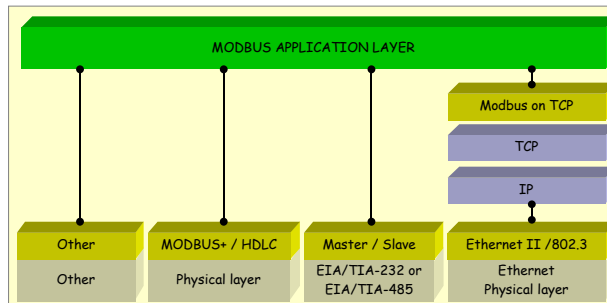 MODBUS APPLICATION LAYER
Modbus on TCP
TCP
IP
Other
MODBUS+ / HDLC
Master / Slave
Ethernet II /802.3
Other
Physical layer
EIA/TIA-232 or
EIA/TIA-485
Ethernet
Physical layer